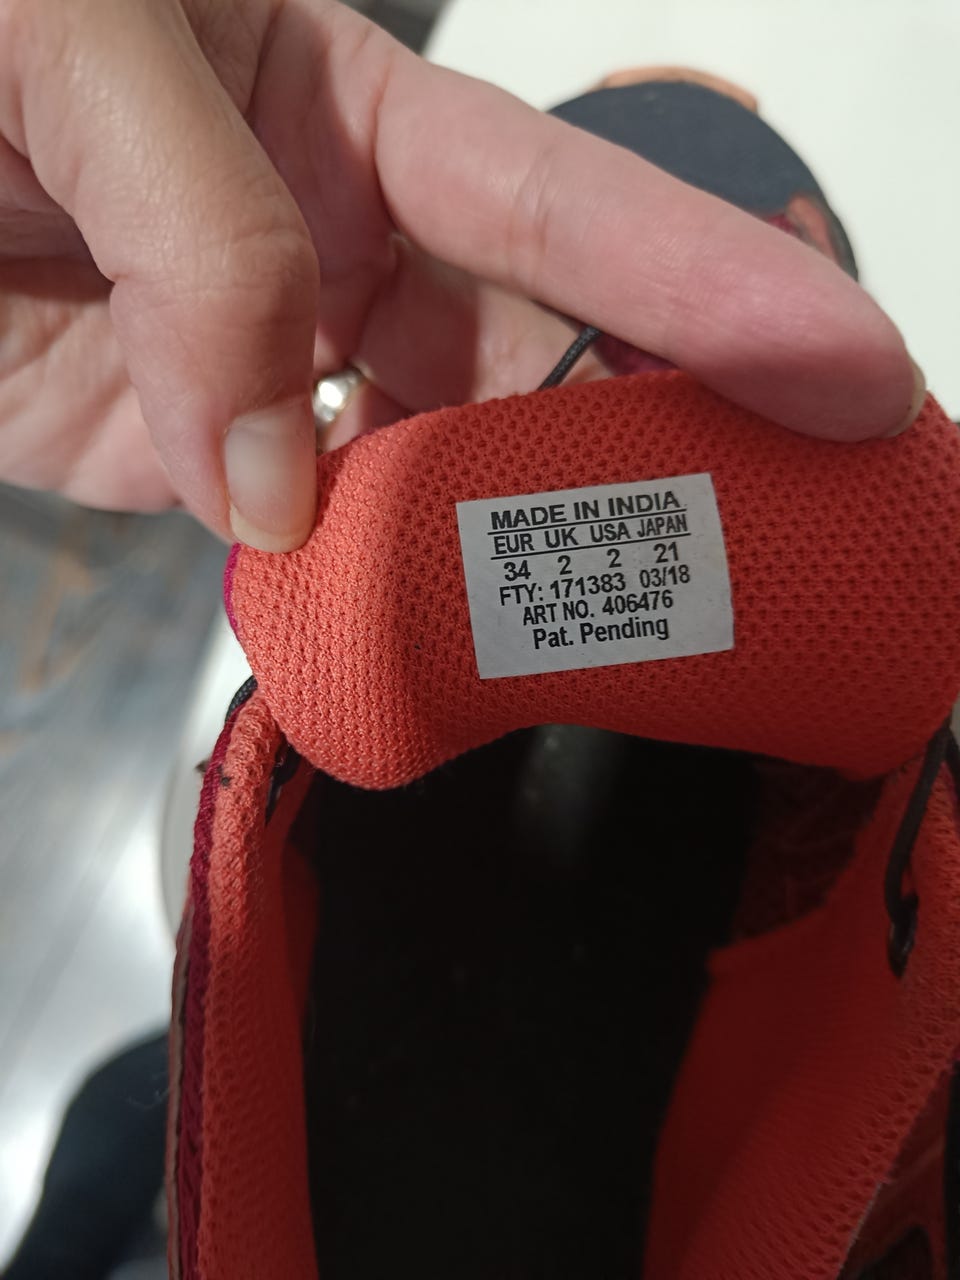 MADE IN INDIA
EUR UK USA JAPAN
34 2 2 21
FTY: 171383 03/18
ART NO. 406476
Pat. Pending